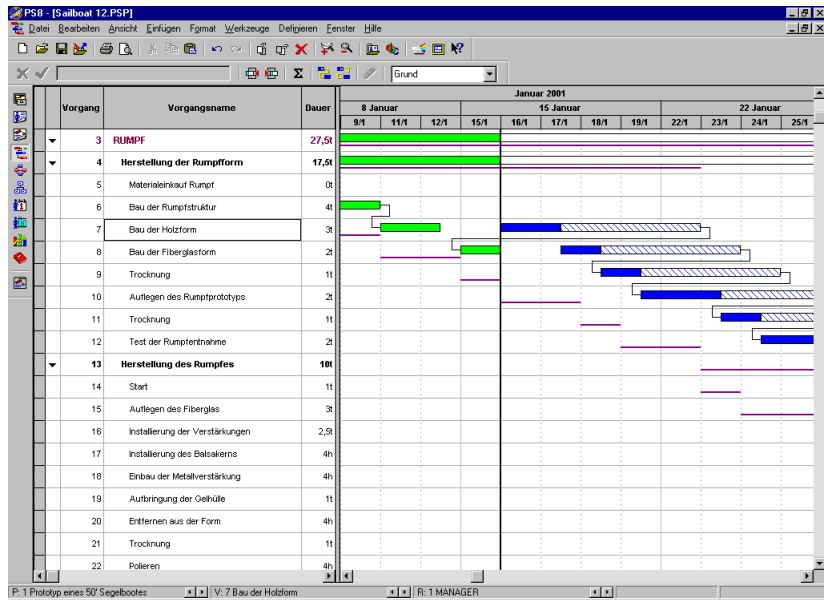 PS8 - [Sailboat 12.PSP]
Datei Bearbeiten Ansicht Einfügen Format Werkzeuge Definieren Fenster Hilfe
Σ Grund
Januar 2001
Vorgang Vorgangsname Dauer 8 Januar 15 Januar 22 Januar
9/1 11/1 12/1 15/1 16/1 17/1 18/1 19/1 22/1 23/1 24/1 25/1
3 RUMPF 27,5t
4 Herstellung der Rumpfform 17,5t
5 Materialeinkauf Rumpf 0t
6 Bau der Rumpfstruktur 4t
7 Bau der Holzform 3t
8 Bau der Fiberglasform 2t
9 Trocknung 1t
10 Auflegen des Rumpfprototyps 2t
11 Trocknung 1t
12 Test der Rumpfentnahme 2t
13 Herstellung des Rumpfes 10t
14 Start 1t
15 Auflegen des Fiberglas 3t
16 Installierung der Verstärkungen 2,5t
17 Installierung des Balsakerns 4h
18 Einbau der Metallverstärkung 4h
19 Aufbringung der Gelhülle 1t
20 Entfernen aus der Form 4h
21 Trocknung 1t
22 Polieren 4h
P: 1 Prototyp eines 50' Segelbootes V: 7 Bau der Holzform R: 1 MANAGER